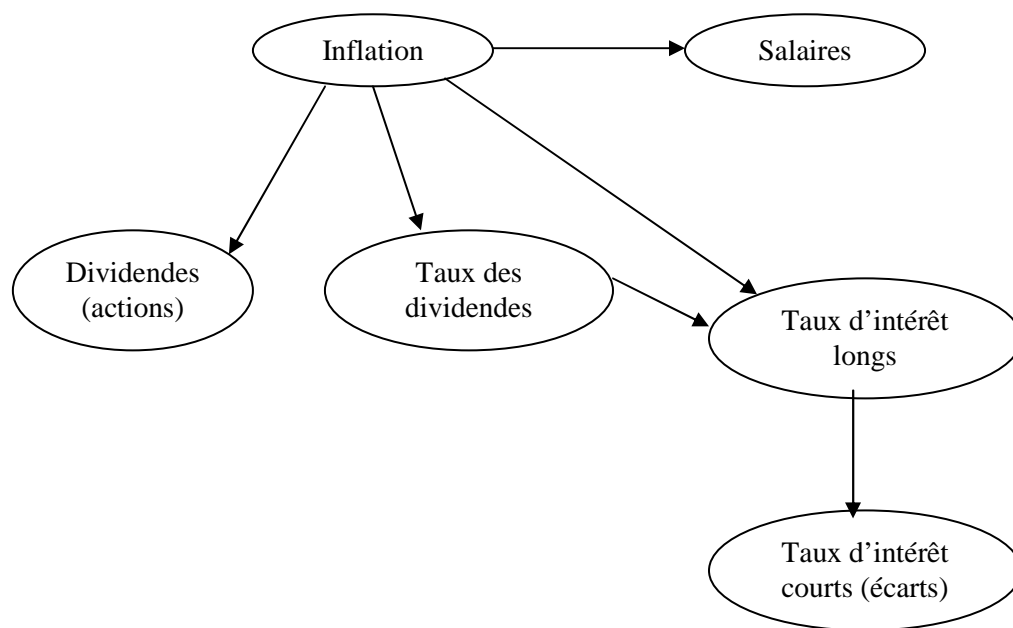 Inflation
Salaires
Dividendes
(actions)
Taux des
dividendes
Taux d'intérêt
longs
Taux d'intérêt
courts (écarts)